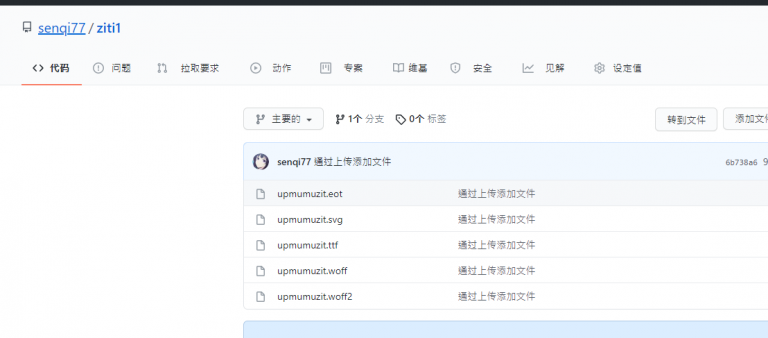 senqi77 / ziti1
代码 问题 拉取要求 动作 专案 维基 安全 见解 设定值
主要的 1个 分支 0个 标签 转到文件 添加文件
senqi77 通过上传添加文件 6b738a6 9
upmumuzit.eot 通过上传添加文件
upmumuzit.svg 通过上传添加文件
upmumuzit.ttf 通过上传添加文件
upmumuzit.woff 通过上传添加文件
upmumuzit.woff2 通过上传添加文件